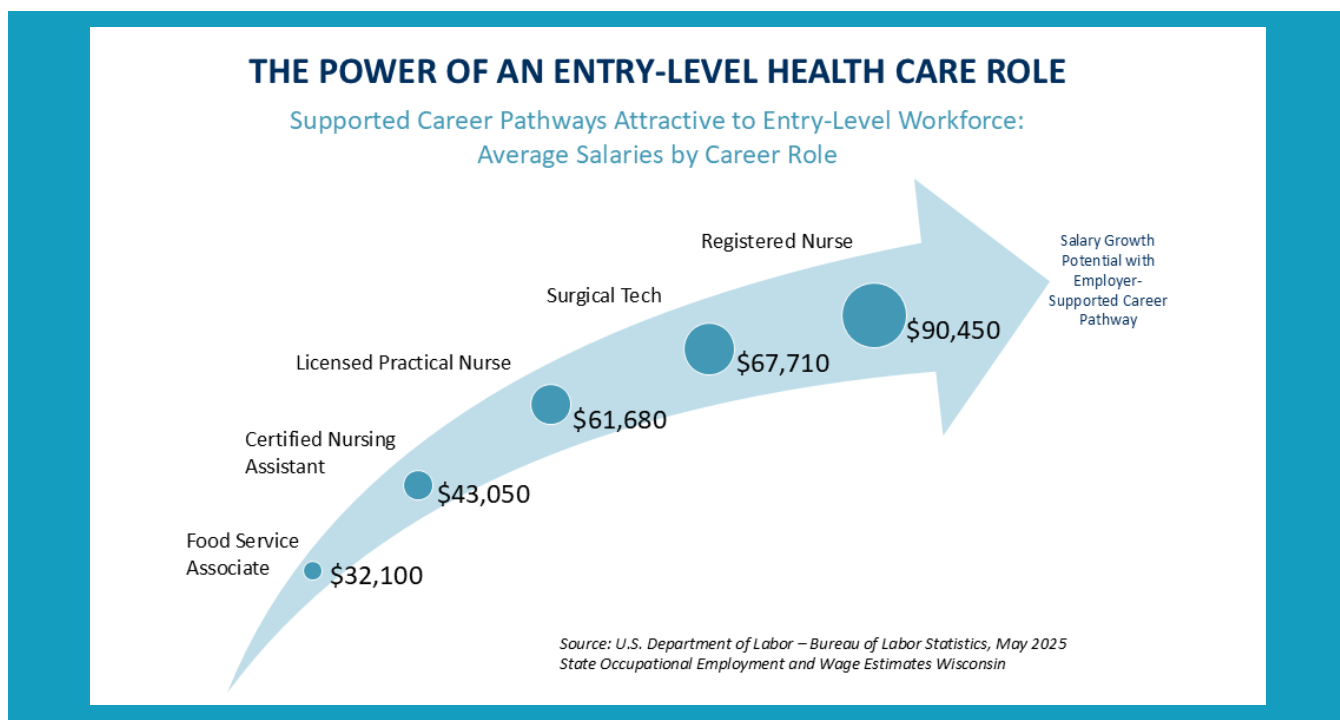 THE POWER OF AN ENTRY-LEVEL HEALTH CARE ROLE
Supported Career Pathways Attractive to Entry-Level Workforce:
Average Salaries by Career Role
Registered Nurse
$90,450
Salary Growth
Potential with
Employer-
Supported Career
Pathway
Surgical Tech
$67,710
Licensed Practical Nurse
$61,680
Certified Nursing
Assistant
$43,050
Food Service
Associate
$32,100
Source: U.S. Department of Labor – Bureau of Labor Statistics, May 2025
State Occupational Employment and Wage Estimates Wisconsin